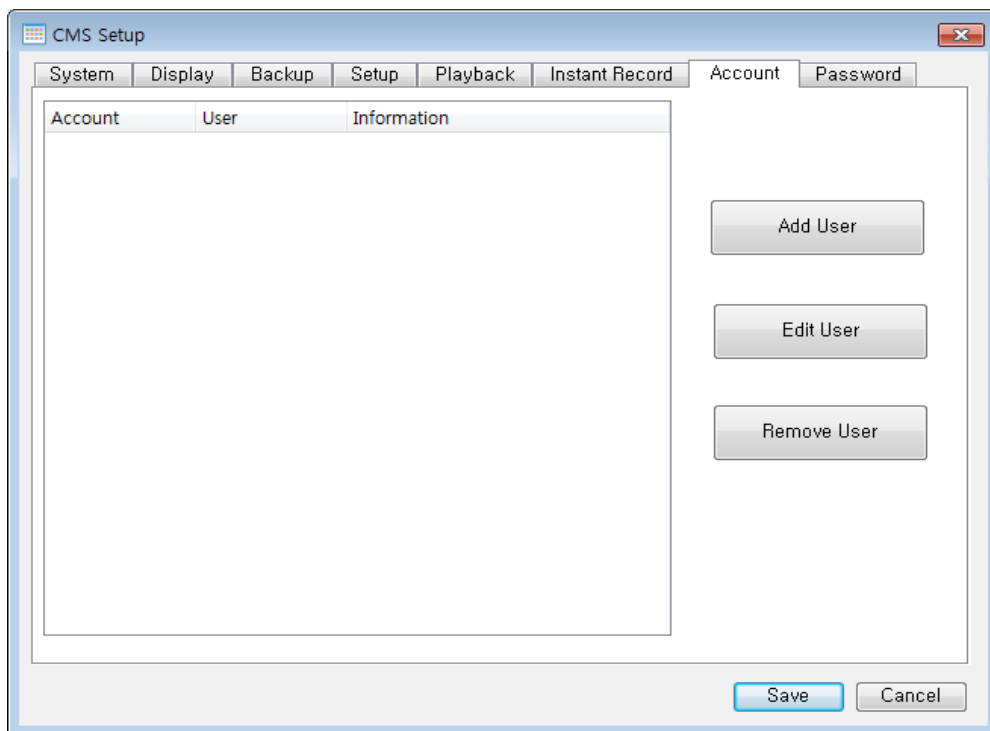 CMS Setup
System Display Backup Setup Playback Instant Record Account Password
Account User Information
Add User
Edit User
Remove User
Save Cancel